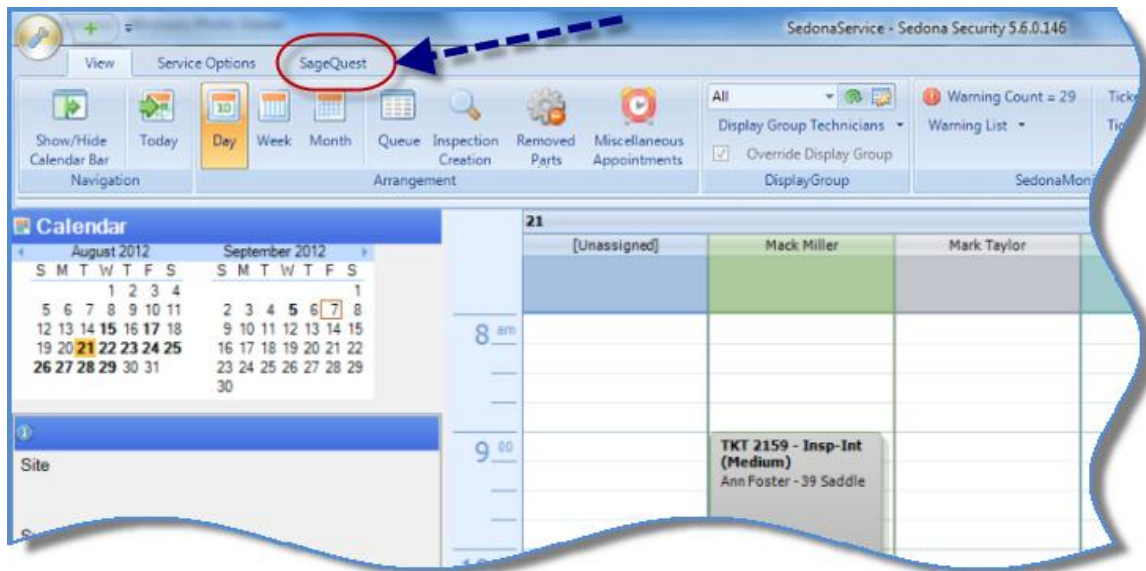 SedonaService - Sedona Security 5.6.0.146
View Service Options SageQuest
Show/Hide Calendar Bar
Today
Day
Week
Month
Queue
Inspection Creation
Removed Parts
Miscellaneous Appointments
All
Display Group Technicians
Override Display Group
Warning Count = 29
Warning List
Navigation
Arrangement
DisplayGroup
Calendar
August 2012
S M T W T F S
1 2 3 4
5 6 7 8 9 10 11
12 13 14 15 16 17 18
19 20 21 22 23 24 25
26 27 28 29 30 31
September 2012
S M T W T F S
1
2 3 4 5 6 7 8
9 10 11 12 13 14 15
16 17 18 19 20 21 22
23 24 25 26 27 28 29
30
Site
21
[Unassigned] Mack Miller Mark Taylor
8 am
9 00
TKT 2159 - Insp-Int
(Medium)
Ann Foster - 39 Saddle